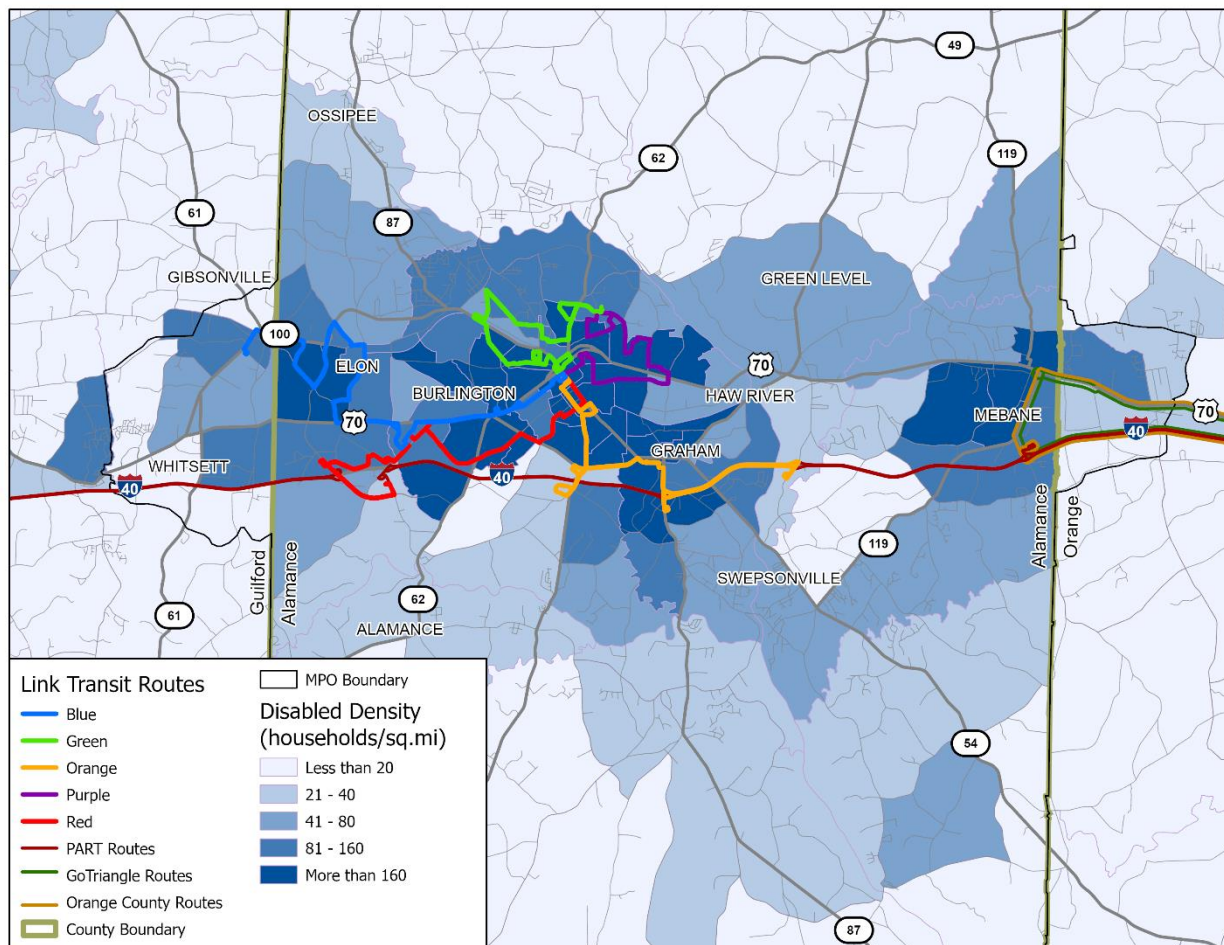 49
OSSIPEE
62
119
61
87
GIBSONVILLE
GREEN LEVEL
100
ELON
70
BURLINGTON
HAW RIVER
70
MEBANE
40
70
WHITSETT
GRAHAM
40
40
119
Guilford
Alamance
Alamance
Orange
SWEPSONVILLE
62
61
ALAMANCE
54
87
Link Transit Routes
Blue
Green
Orange
Purple
Red
PART Routes
GoTriangle Routes
Orange County Routes
County Boundary
MPO Boundary
Disabled Density
(households/sq.mi)
Less than 20
21 - 40
41 - 80
81 - 160
More than 160